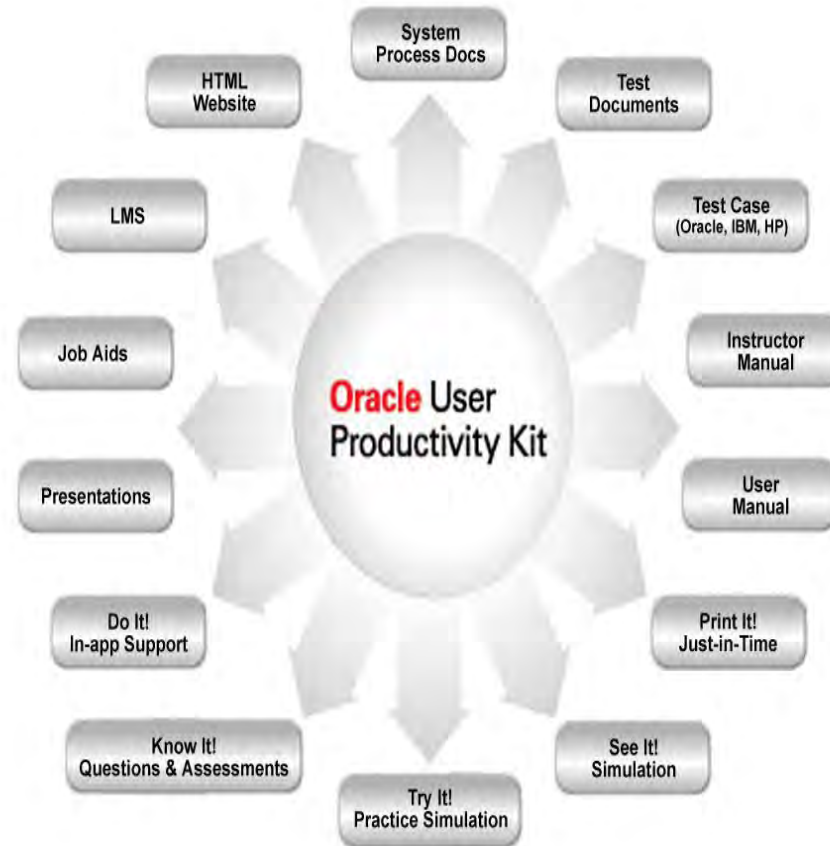 System
Process Docs
Test
Documents
Test Case
(Oracle, IBM, HP)
Instructor
Manual
User
Manual
Print It!
Just-in-Time
See It!
Simulation
Try It!
Practice Simulation
Know It!
Questions & Assessments
Do It!
In-app Support
Presentations
Job Aids
LMS
HTML
Website
Oracle User
Productivity Kit